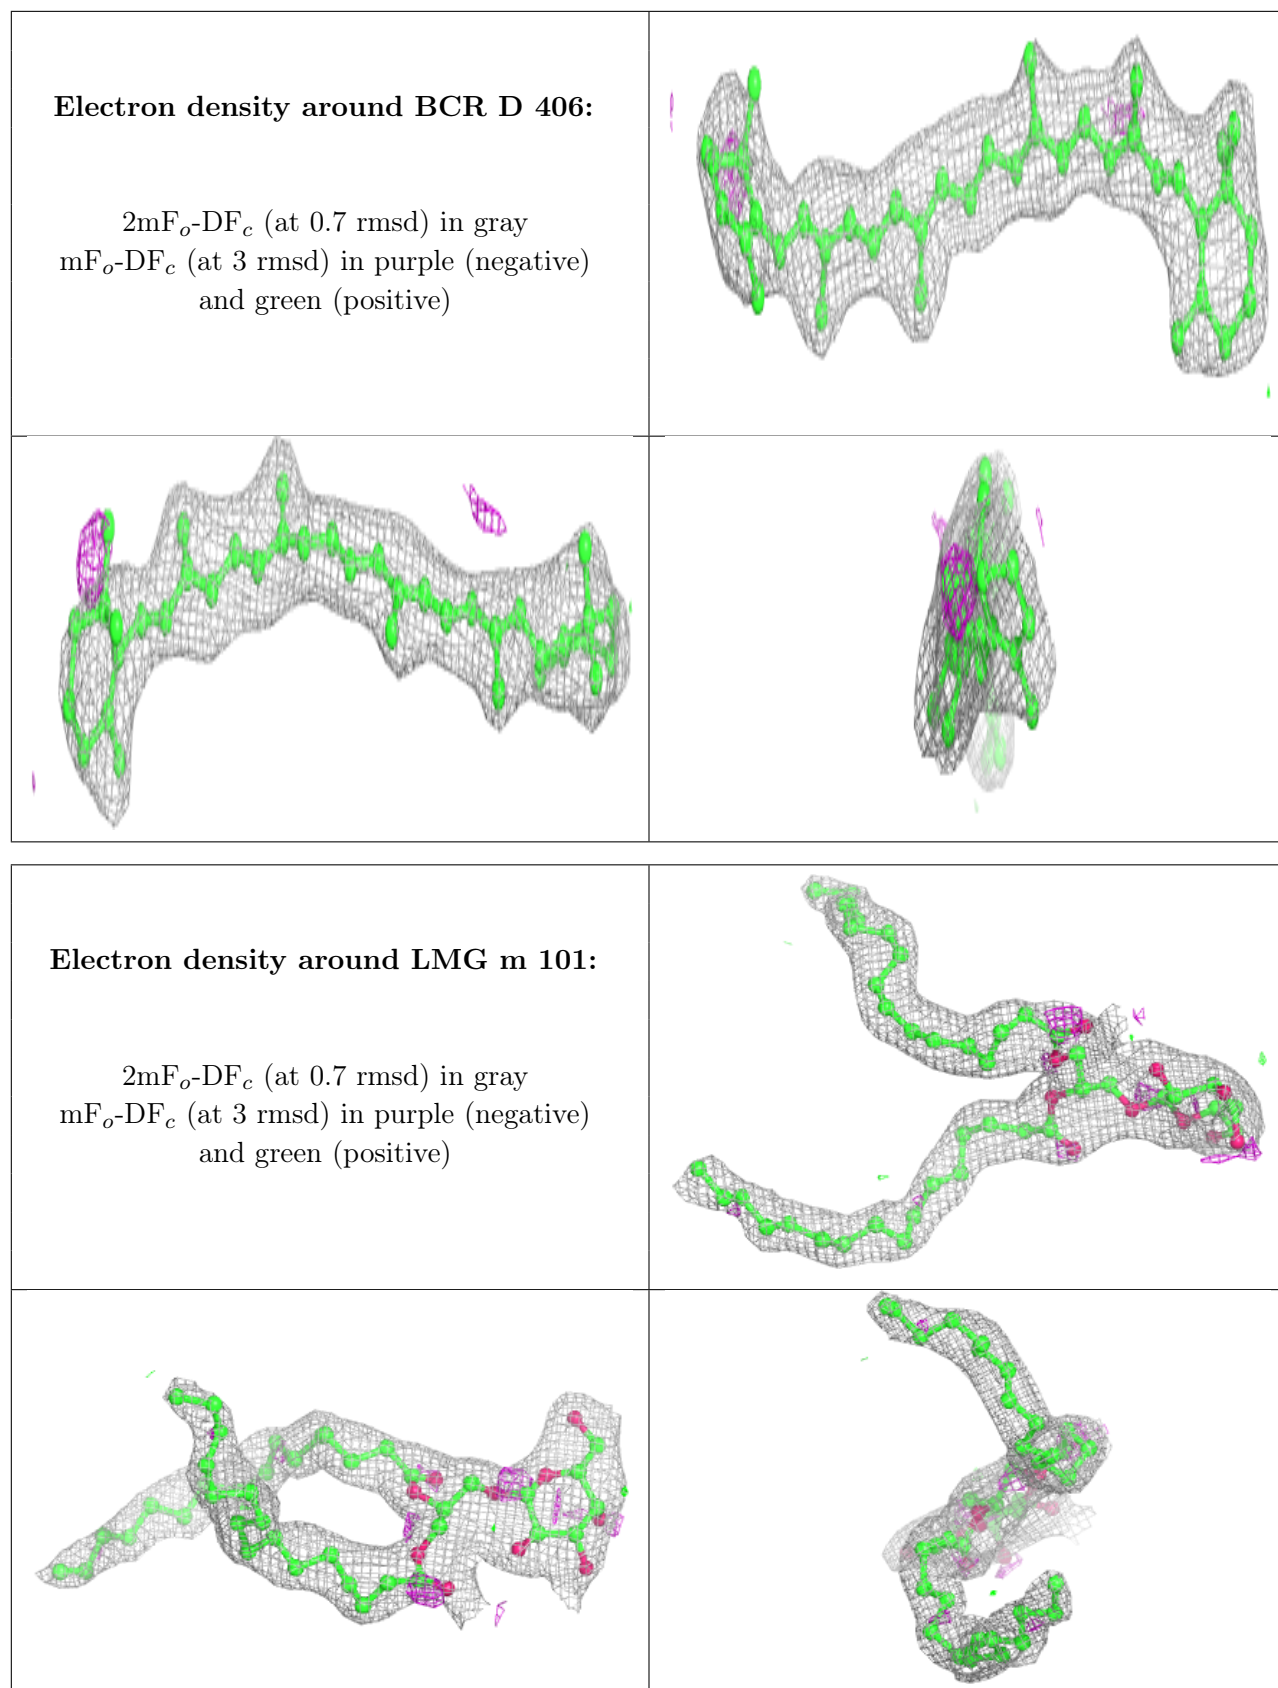 Electron density around BCR D 406:
2mFo-DFc (at 0.7 rmsd) in gray
mFo-DFc (at 3 rmsd) in purple (negative)
and green (positive)
Electron density around LMG m 101:
2mFo-DFc (at 0.7 rmsd) in gray
mFo-DFc (at 3 rmsd) in purple (negative)
and green (positive)